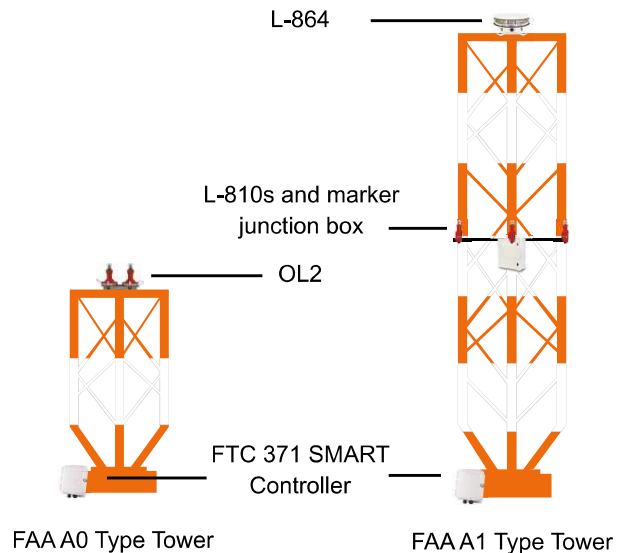 L-864
L-810s and marker
junction box
OL2
FTC 371 SMART
Controller
FAA A0 Type Tower
FAA A1 Type Tower